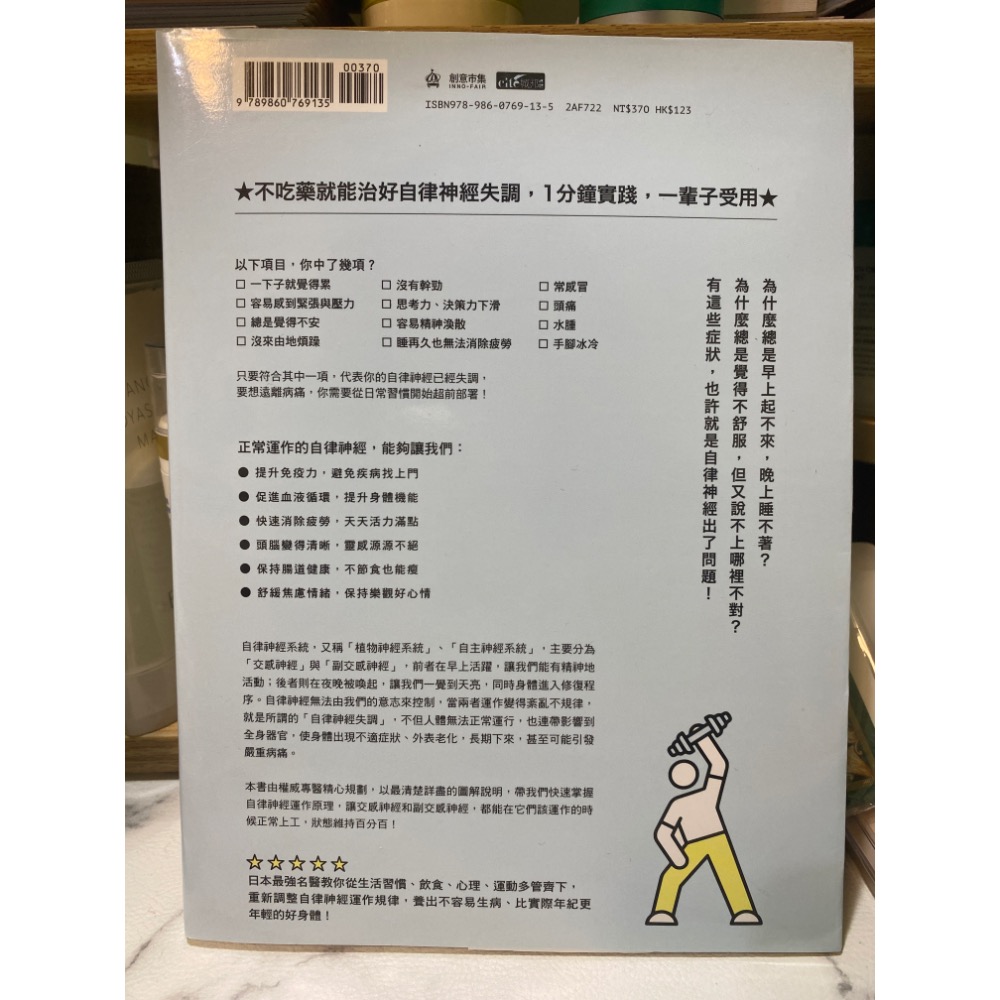 00370
9 789860 769135
創意市集
INNO-FAIR
cité
ISBN978-986-0769-13-5 2AF722 NT$370 HK$123
★不吃藥就能治好自律神經失調，1分鐘實踐，一輩子受用★
為什麼總是早上起不來，晚上睡不著？
為什麼總是覺得不舒服，但又說不上哪裡不對？
有這些症狀，也許就是自律神經出了問題！
以下項目，你中了幾項？
□ 一下子就覺得累 □ 沒有幹勁 □ 常感冒
□ 容易感到緊張與壓力 □ 思考力、決策力下滑 □ 頭痛
□ 總是覺得不安 □ 容易精神渙散 □ 水腫
□ 沒來由地煩躁 □ 睡再久也無法消除疲勞 □ 手腳冰冷
只要符合其中一項，代表你的自律神經已經失調，
要想遠離病痛，你需要從日常習慣開始超前部署！
正常運作的自律神經，能夠讓我們：
● 提升免疫力，避免疾病找上門
● 促進血液循環，提升身體機能
● 快速消除疲勞，天天活力滿點
● 頭腦變得清晰，靈感源源不絕
● 保持腸道健康，不節食也能瘦
● 舒緩焦慮情緒，保持樂觀好心情
自律神經系統，又稱「植物神經系統」、「自主神經系統」，主要分為
「交感神經」與「副交感神經」，前者在早上活躍，讓我們能有精神地
活動；後者則在夜晚被喚起，讓我們一覺到天亮，同時身體進入修復程
序。自律神經無法由我們的意志來控制，當兩者運作變得紊亂不規律，
就是所謂的「自律神經失調」，不但人體無法正常運行，也連帶影響到
全身器官，使身體出現不適症狀、外表老化，長期下來，甚至可能引發
嚴重病痛。
本書由權威專醫精心規劃，以最清楚詳盡的圖解說明，帶我們快速掌握
自律神經運作原理，讓交感神經和副交感神經，都能在它們該運作的時
候正常上工，狀態維持百分百！
☆☆☆☆☆
日本最強名醫教你從生活習慣、飲食、心理、運動多管齊下，
重新調整自律神經運作規律，養出不容易生病、比實際年紀更
年輕的好身體！